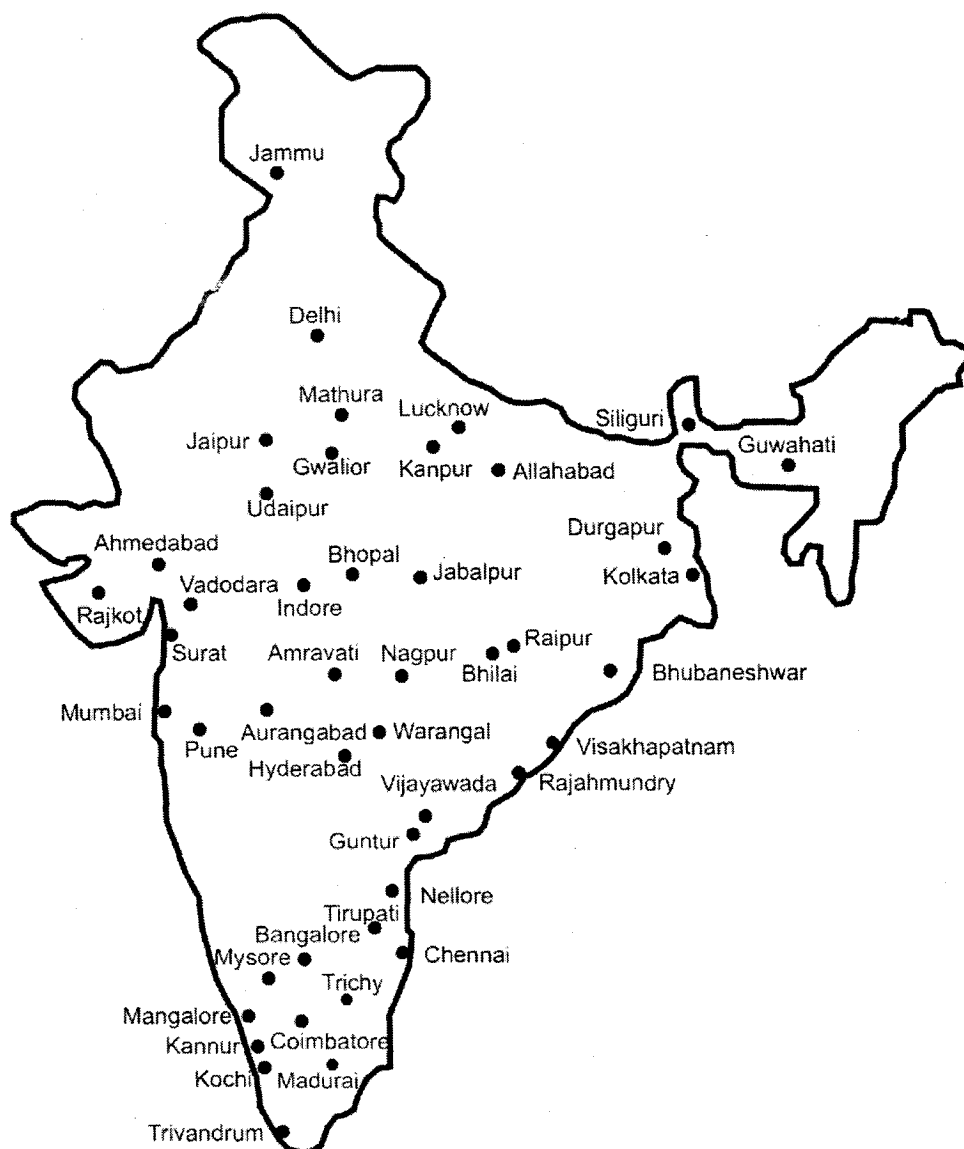 Jammu
Delhi
Mathura
Lucknow
Siliguri
Jaipur
Guwahati
Gwalior
Kanpur
Allahabad
Udaipur
Durgapur
Ahmedabad
Bhopal
Jabalpur
Kolkata
Vadodara
Indore
Rajkot
Surat
Amravati
Nagpur
Raipur
Bhilai
Bhubaneshwar
Mumbai
Aurangabad
Warangal
Pune
Visakhapatnam
Hyderabad
Vijayawada
Rajahmundry
Guntur
Nellore
Tirupati
Bangalore
Chennai
Mysore
Trichy
Mangalore
Coimbatore
Kannur
Kochi
Madurai
Trivandrum